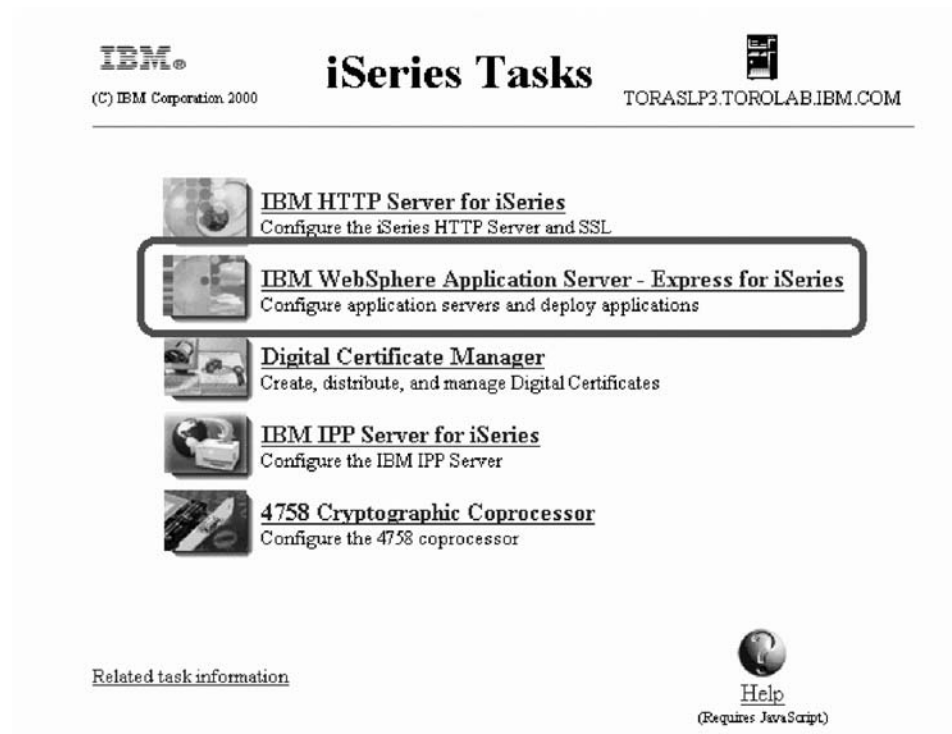 IBM®
(C) IBM Corporation 2000
iSeries Tasks
TORASLP3.TOROLAB.IBM.COM
IBM HTTP Server for iSeries
Configure the iSeries HTTP Server and SSL
IBM WebSphere Application Server - Express for iSeries
Configure application servers and deploy applications
Digital Certificate Manager
Create, distribute, and manage Digital Certificates
IBM IPP Server for iSeries
Configure the IBM IPP Server
4758 Cryptographic Coprocessor
Configure the 4758 coprocessor
Related task information
Help
(Requires JavaScript)